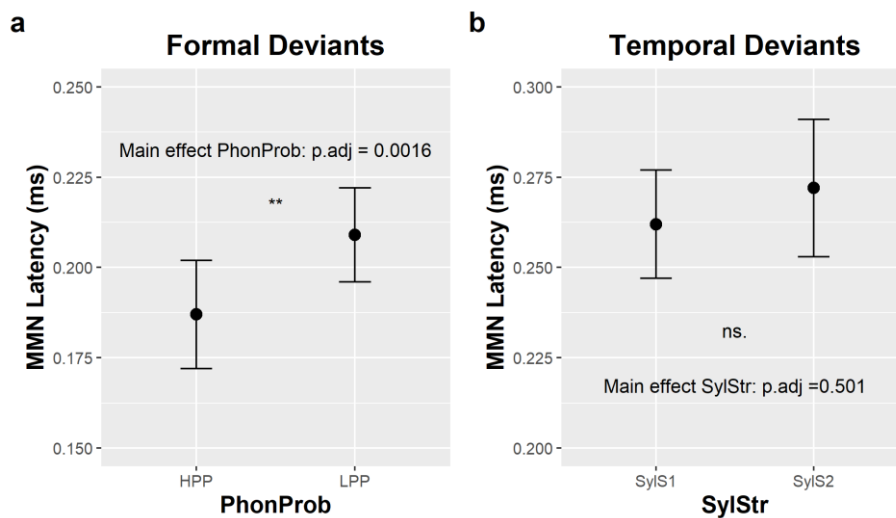 a
Formal Deviants
MMN Latency (ms)
0.250
0.225
0.200
0.175
0.150
Main effect PhonProb: p.adj = 0.0016
**
HPP LPP
PhonProb
b
Temporal Deviants
MMN Latency (ms)
0.300
0.275
0.250
0.225
0.200
ns.
Main effect SylStr: p.adj =0.501
SylS1 SylS2
SylStr